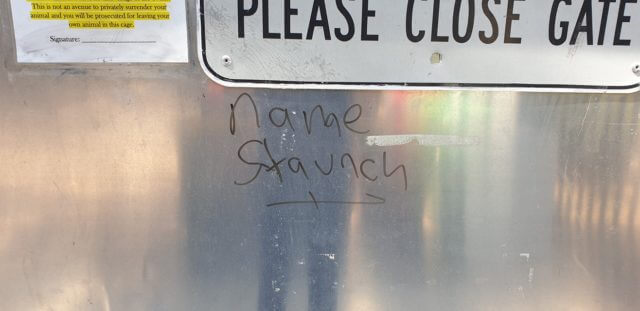 This is not an avenue to privately surrender your
animal and you will be prosecuted for leaving your
own animal in this cage.
Signature:
PLEASE CLOSE GATE
name
Staunch